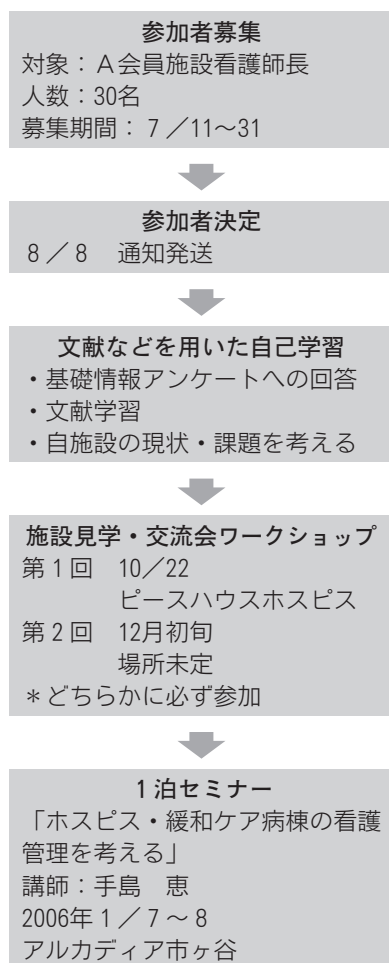 参加者募集
対象：Ａ会員施設看護師長
人数：30名
募集期間：７／11～31
参加者決定
８／８　通知発送
文献などを用いた自己学習
・基礎情報アンケートへの回答
・文献学習
・自施設の現状・課題を考える
施設見学・交流会ワークショップ
第１回　10／22
ピースハウスホスピス
第２回　12月初旬
場所未定
＊どちらかに必ず参加
１泊セミナー
「ホスピス・緩和ケア病棟の看護
管理を考える」
講師：手島　恵
2006年１／７～８
アルカディア市ヶ谷